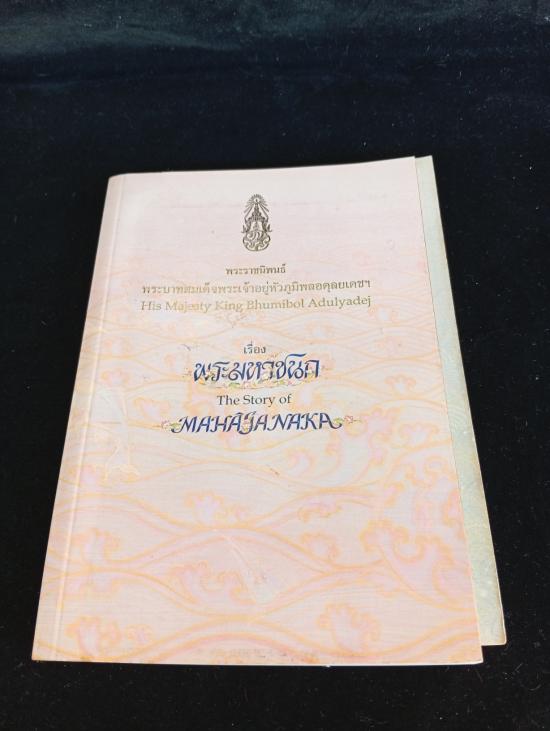 พระราชนิพนธ์
พระบาทสมเด็จพระเจ้าอยู่หัวภูมิพลอดุลยเดชฯ
His Majesty King Bhumibol Adulyadej
เรื่อง
พระมหาชนก
The Story of
MAHAJANAKA